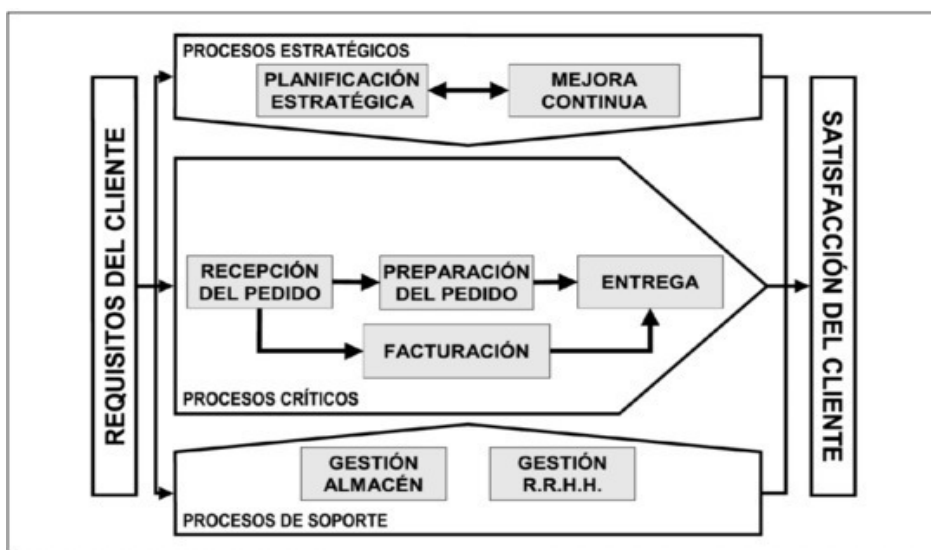 REQUISITOS DEL CLIENTE
PROCESOS ESTRATÉGICOS
PLANIFICACIÓN
ESTRATÉGICA
MEJORA
CONTINUA
RECEPCIÓN
DEL PEDIDO
PREPARACIÓN
DEL PEDIDO
ENTREGA
FACTURACIÓN
PROCESOS CRÍTICOS
GESTIÓN
ALMACÉN
GESTIÓN
R.R.H.H.
PROCESOS DE SOPORTE
SATISFACCIÓN DEL CLIENTE